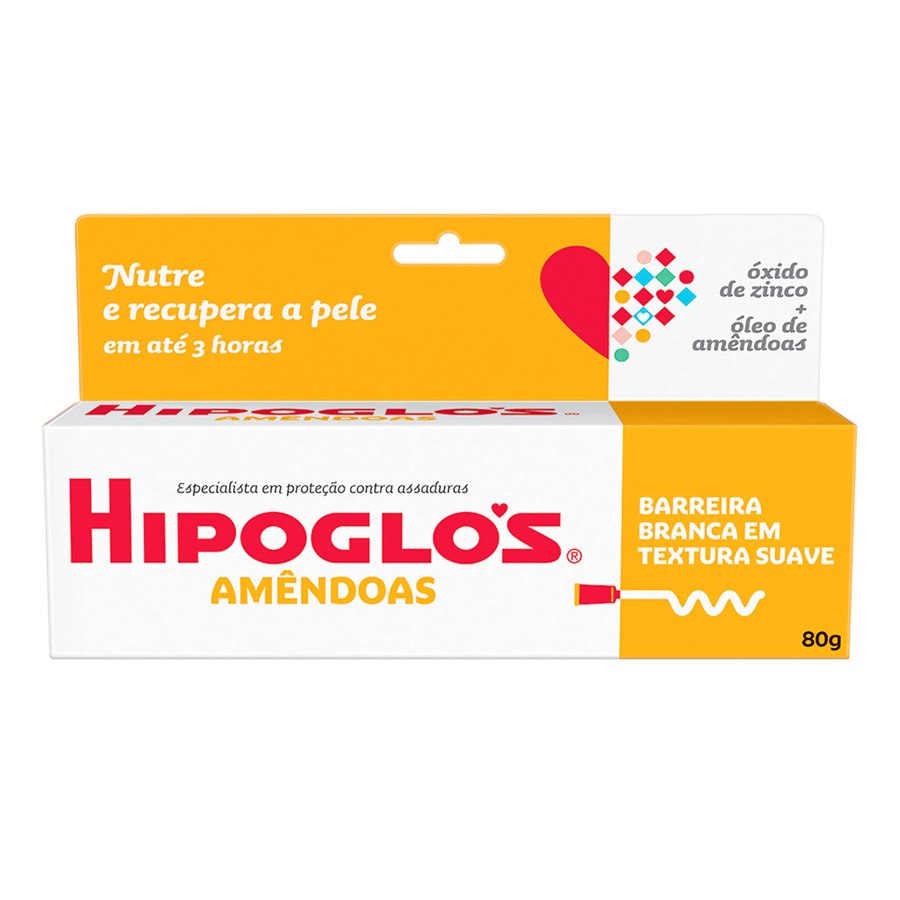 Nutre
e recupera a pele
em até 3 horas
óxido
de zinco
+
óleo de
amêndoas
HIPOGLÓS ®
AMÊNDOAS
Especialista em proteção contra assaduras
HIPOGLÓS ®
AMÊNDOAS
BARREIRA
BRANCA EM
TEXTURA SUAVE
80g